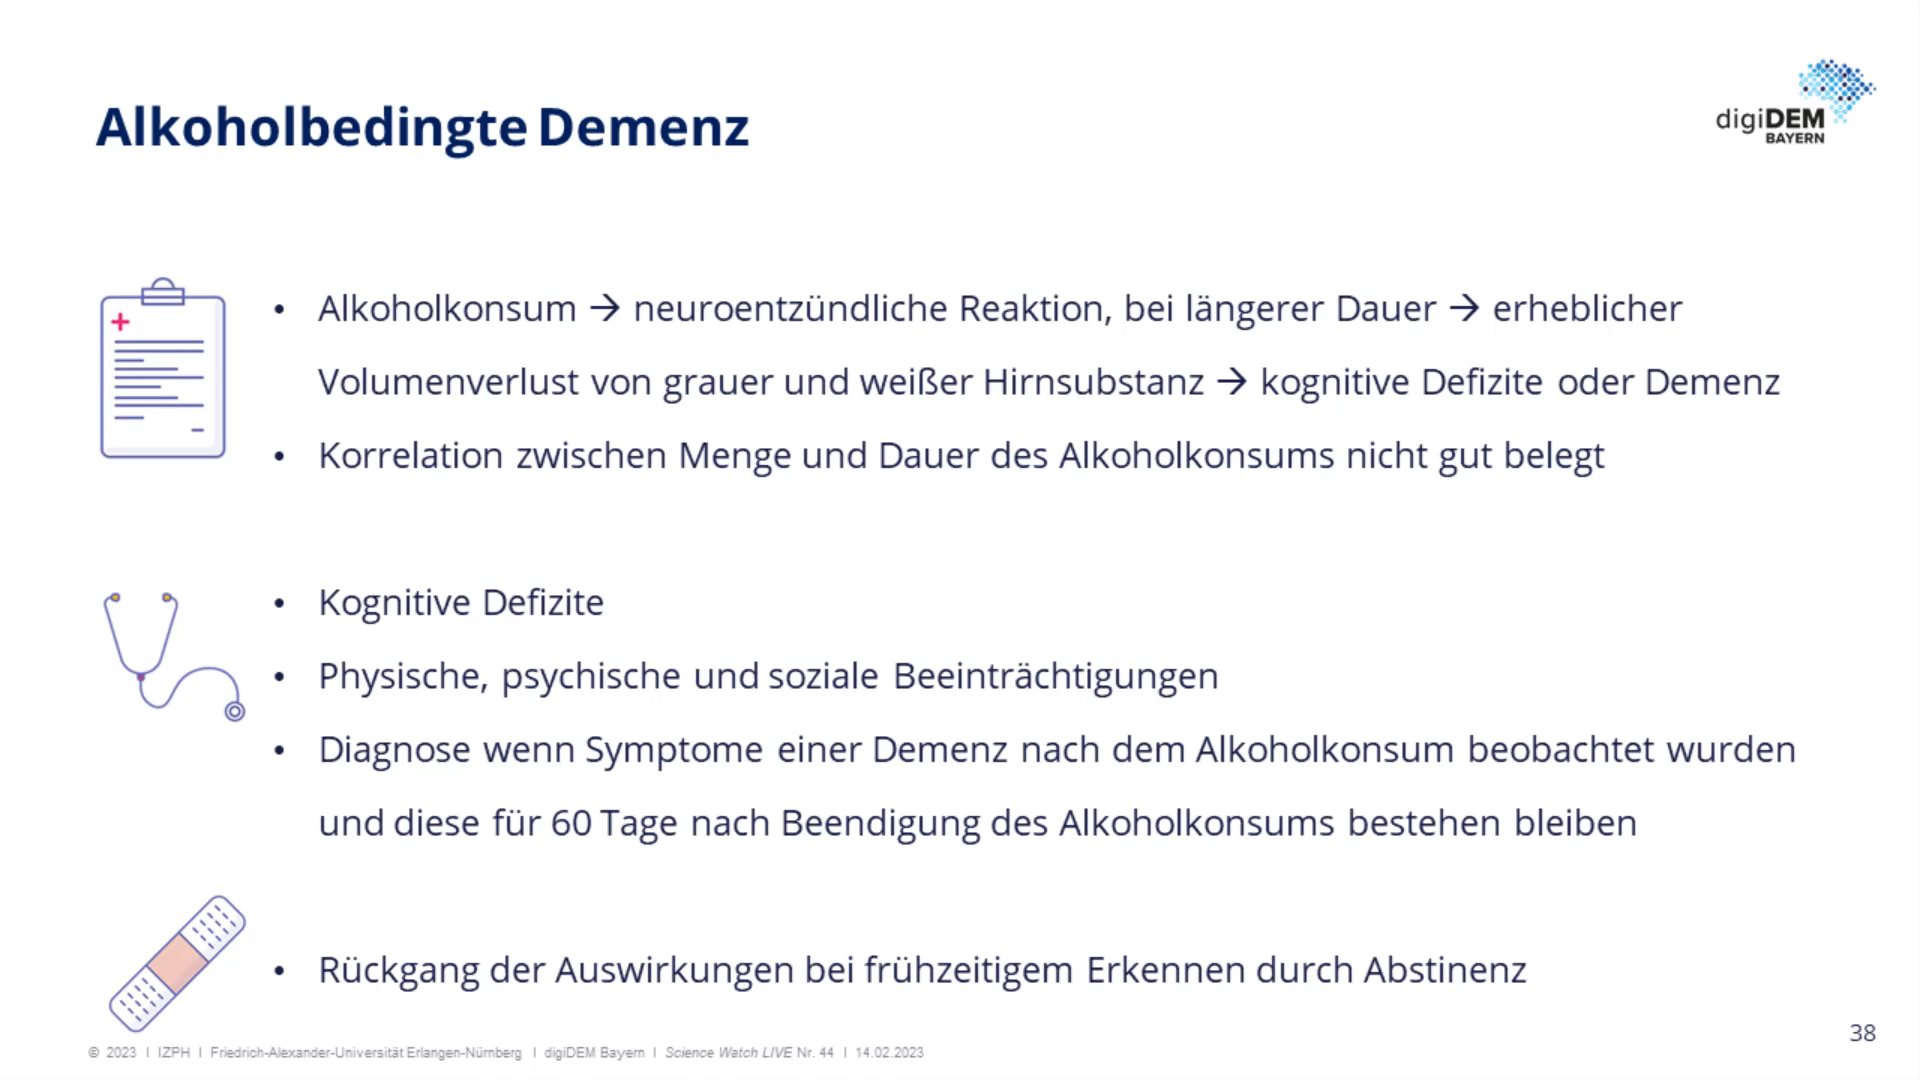 Alkoholbedingte Demenz
digiDEM
BAYERN
• Alkoholkonsum → neuroentzündliche Reaktion, bei längerer Dauer → erheblicher
Volumenverlust von grauer und weißer Hirnsubstanz → kognitive Defizite oder Demenz
• Korrelation zwischen Menge und Dauer des Alkoholkonsums nicht gut belegt
• Kognitive Defizite
• Physische, psychische und soziale Beeinträchtigungen
• Diagnose wenn Symptome einer Demenz nach dem Alkoholkonsum beobachtet wurden
und diese für 60 Tage nach Beendigung des Alkoholkonsums bestehen bleiben
• Rückgang der Auswirkungen bei frühzeitigem Erkennen durch Abstinenz
38
© 2023 I IZPH I Friedrich-Alexander-Universität Erlangen-Nürnberg I digiDEM Bayern I Science Watch LIVE Nr. 44 I 14.02.2023